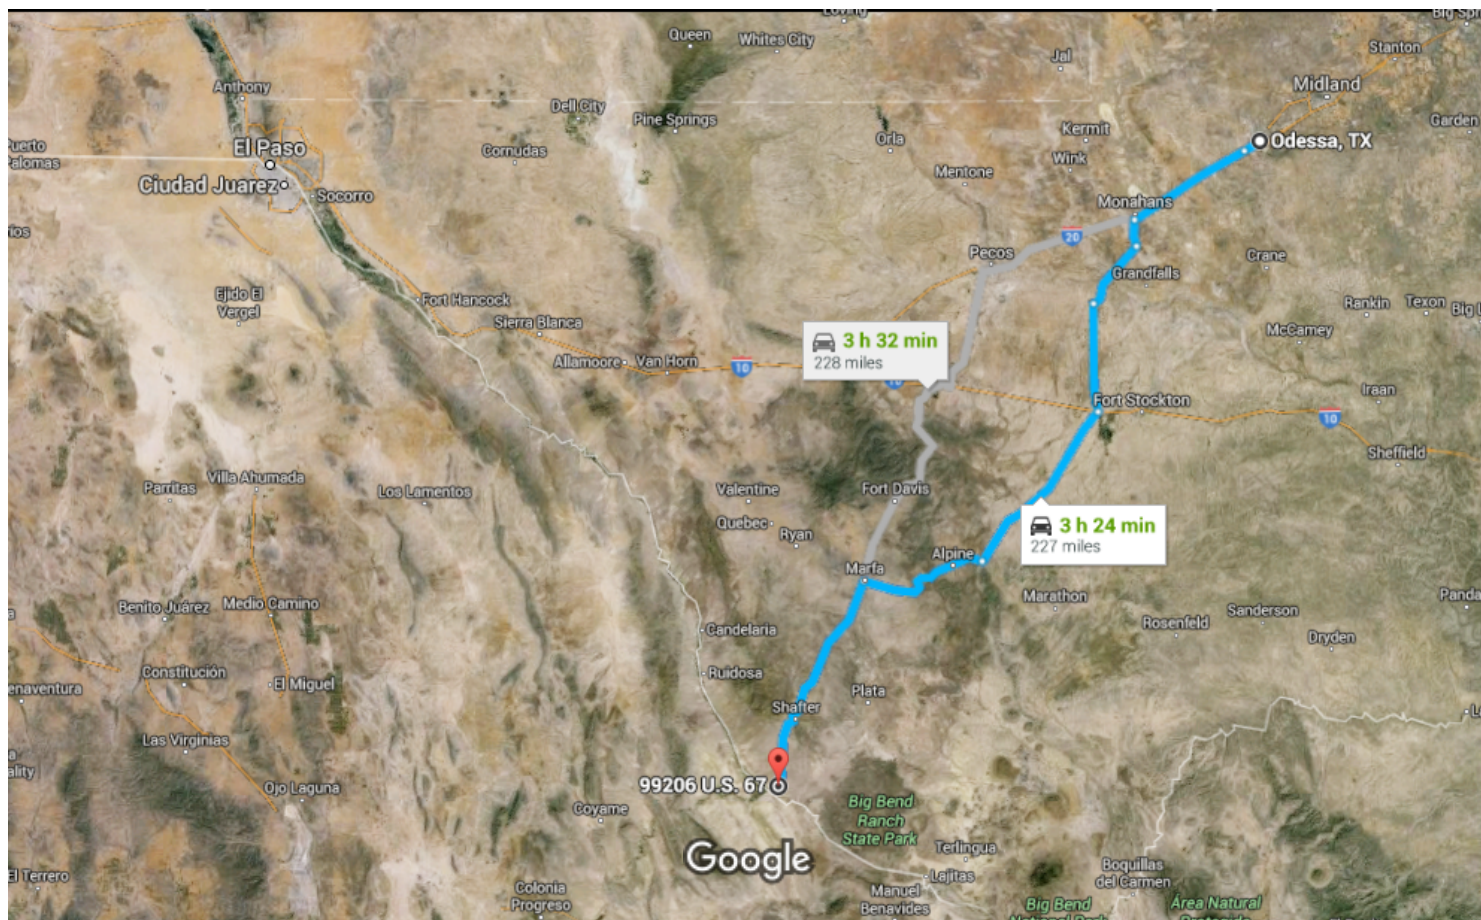 Loving
Big Spr
Queen
Whites City
Jal
Stanton
Anthony
Midland
Dell City
Pine Springs
Orla
Kermit
Garden
Puerto
Palomas
El Paso
Cornudas
Wink
Odessa, TX
Ciudad Juarez
Socorro
Mentone
Monahans
20
Pecos
Crane
Grandfalls
Ejido El
Vergel
Fort Hancock
Sierra Blanca
Rankin
Texon
Big L
McCamey
3 h 32 min
228 miles
Allamoore
Van Horn
10
10
Iraan
Fort Stockton
10
Sheffield
Villa Ahumada
Parritas
Los Lamentos
Valentine
Fort Davis
Quebec
Ryan
3 h 24 min
227 miles
Alpine
Marfa
Marathon
Benito Juárez
Medio Camino
Sanderson
Panda
Rosenfeld
Candelaria
Dryden
Constitución
El Miguel
Ruidosa
Plata
enaventura
Shafter
Las Virginias
ality
Ojo Laguna
99206 U.S. 67
Coyame
Big Bend
Ranch
State Park
Google
Terlingua
Lajitas
Boquillas
del Carmen
El Terrero
Colonia
Progreso
Manuel
Benavides
Big Bend
National Park
Área Natural